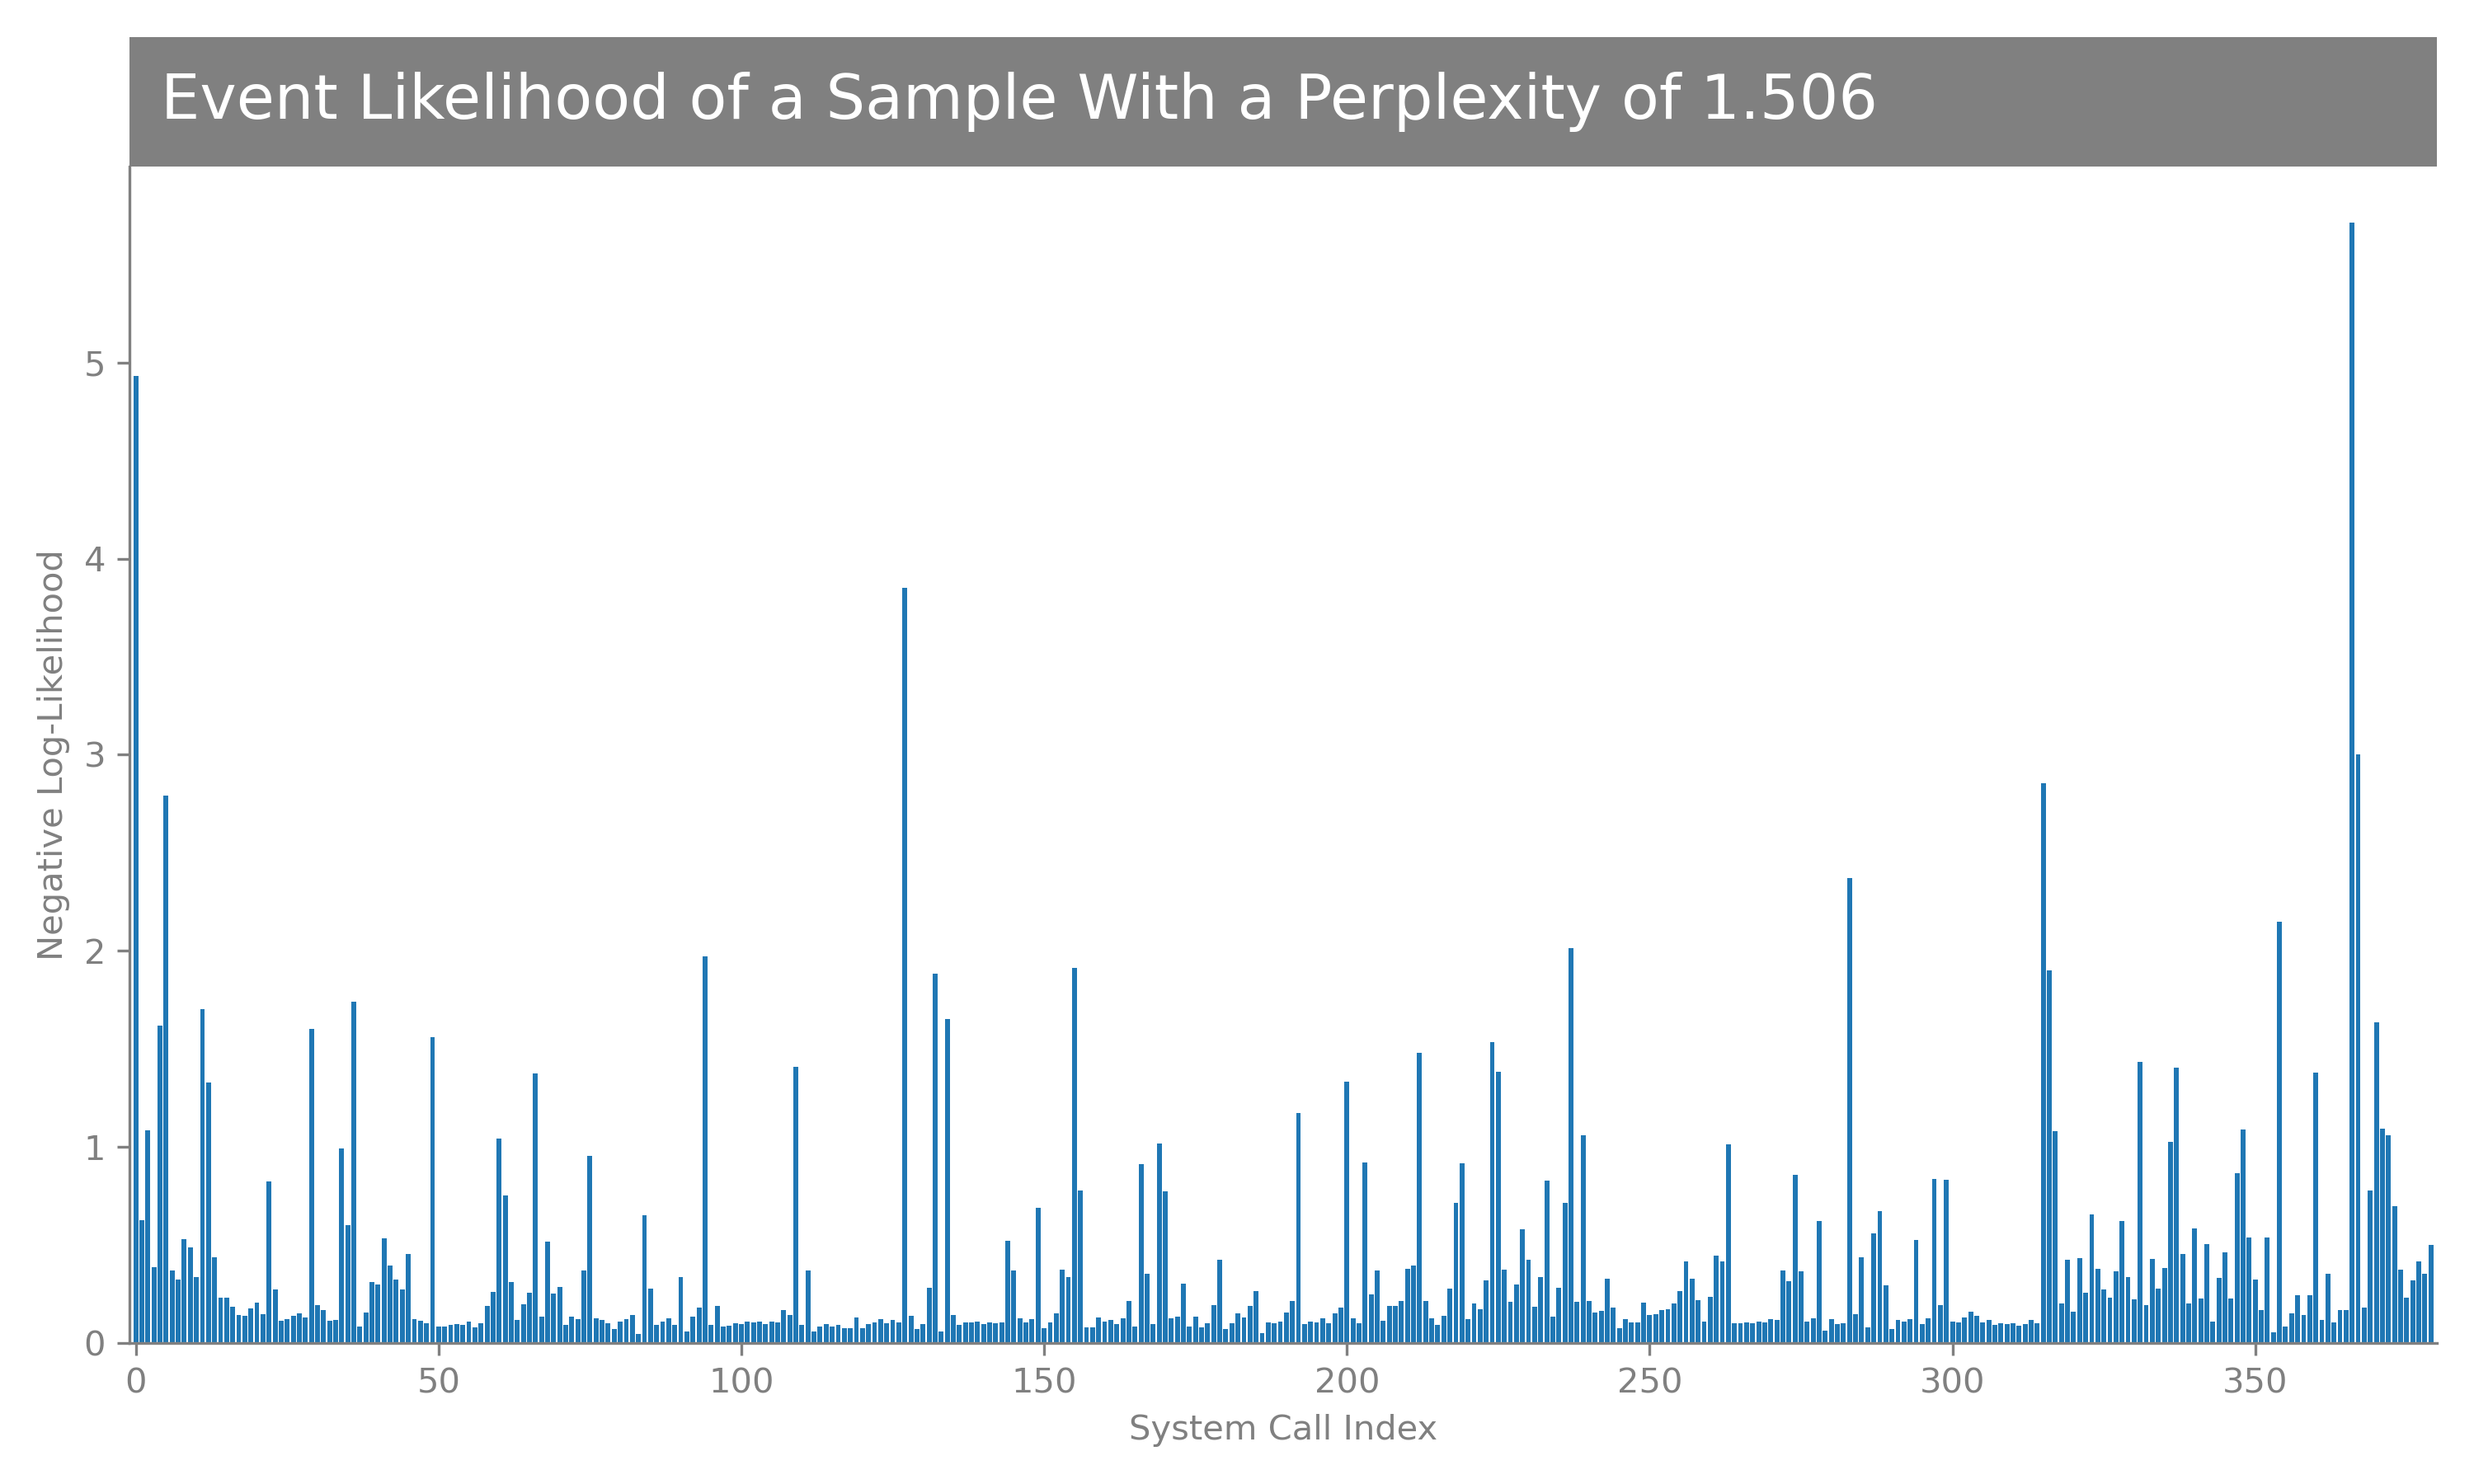 Event Likelihood of a Sample With a Perplexity of 1.506
Negative Log-Likelihood
5
4
3
2
1
0
0 50 100 150 200 250 300 350
System Call Index